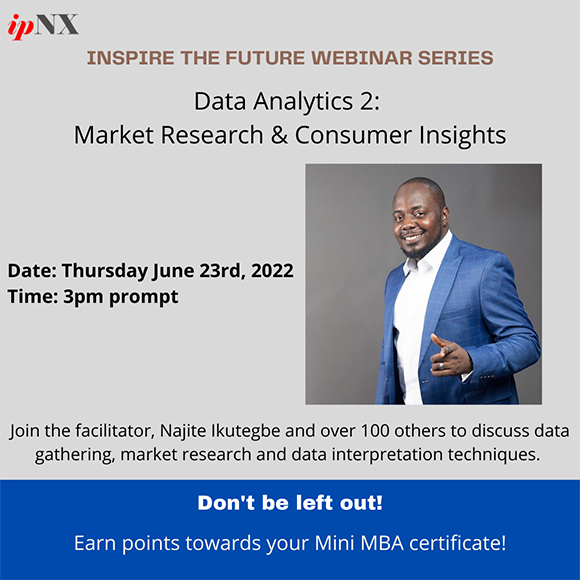 ipNX
INSPIRE THE FUTURE WEBINAR SERIES
Data Analytics 2:
Market Research & Consumer Insights
Date: Thursday June 23rd, 2022
Time: 3pm prompt
Join the facilitator, Najite Ikutegbe and over 100 others to discuss data
gathering, market research and data interpretation techniques.
Don't be left out!
Earn points towards your Mini MBA certificate!